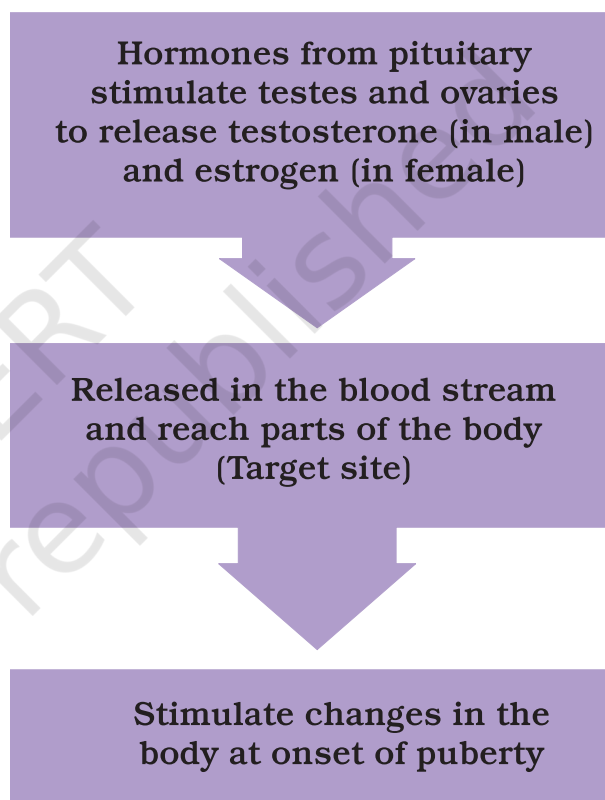 Hormones from pituitary
stimulate testes and ovaries
to release testosterone (in male)
and estrogen (in female)
Released in the blood stream
and reach parts of the body
(Target site)
Stimulate changes in the
body at onset of puberty
republished